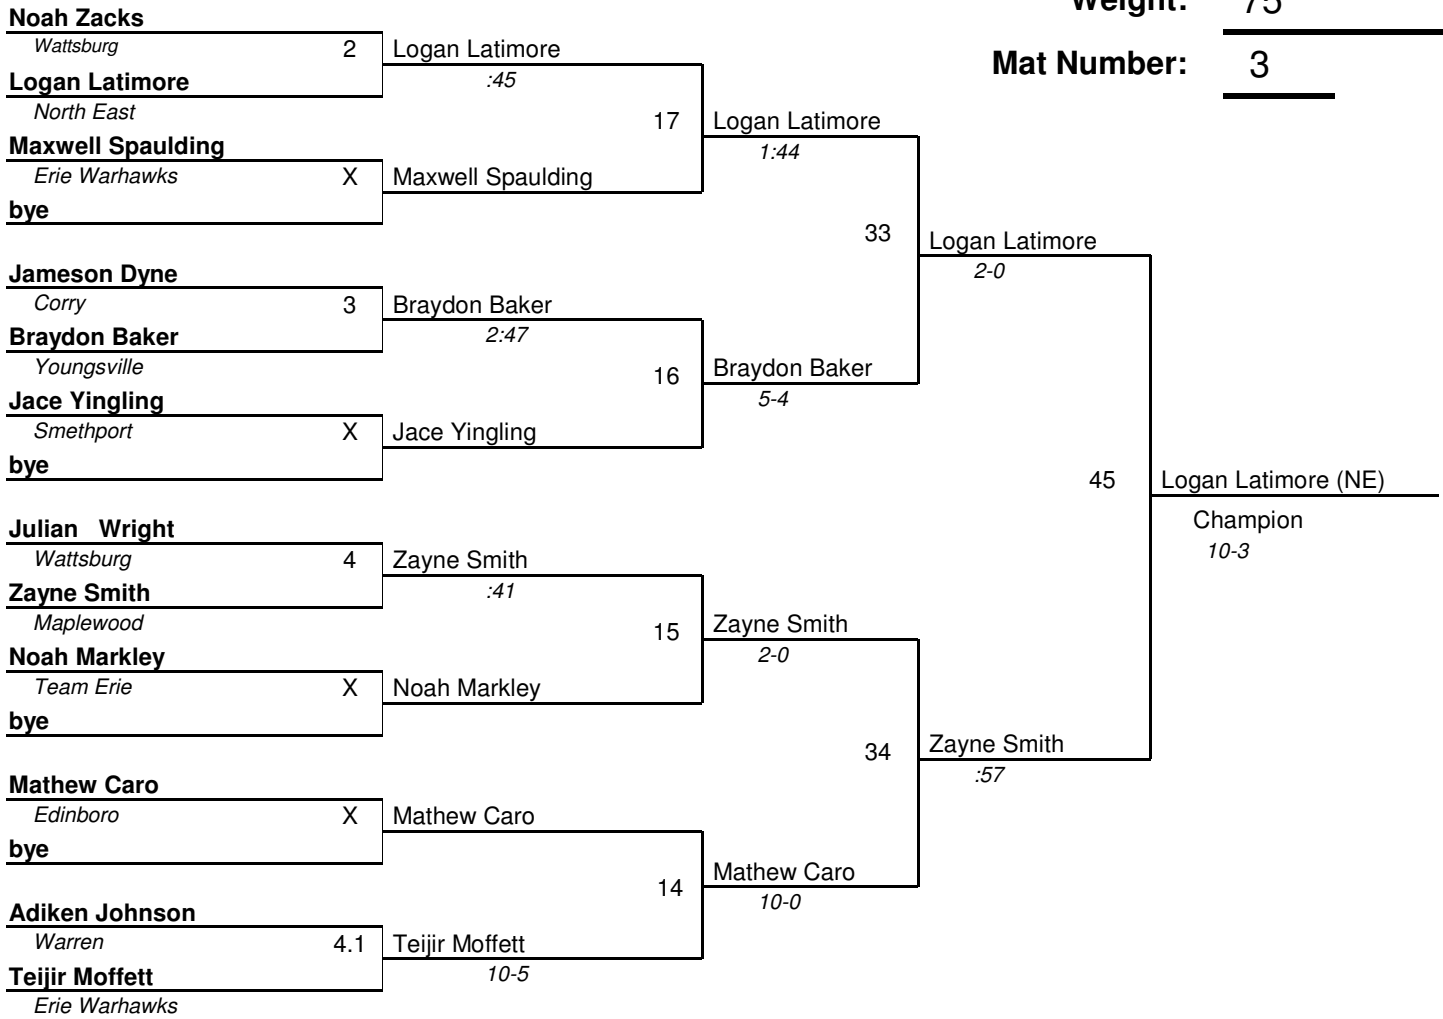 Weight: 75
Mat Number: 3
Noah Zacks
Wattsburg 2
Logan Latimore
:45
Logan Latimore
North East
17
Logan Latimore
1:44
Maxwell Spaulding
Erie Warhawks X
Maxwell Spaulding
bye
33
Logan Latimore
2-0
Jameson Dyne
Corry 3
Braydon Baker
2:47
Braydon Baker
Youngsville
16
Braydon Baker
5-4
Jace Yingling
Smethport X
Jace Yingling
bye
45
Logan Latimore (NE)
Champion
10-3
Julian Wright
Wattsburg 4
Zayne Smith
:41
Zayne Smith
Maplewood
15
Zayne Smith
2-0
Noah Markley
Team Erie X
Noah Markley
bye
34
Zayne Smith
:57
Mathew Caro
Edinboro X
Mathew Caro
bye
14
Mathew Caro
10-0
Adiken Johnson
Warren 4.1
Teijir Moffett
10-5
Teijir Moffett
Erie Warhawks